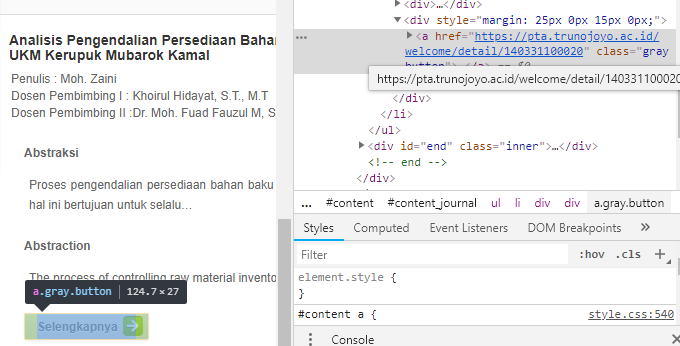 Analisis Pengendalian Persediaan Bahan
UKM Kerupuk Mubarok Kamal
Penulis : Moh. Zaini
Dosen Pembimbing I : Khoirul Hidayat, S.T., M.T
Dosen Pembimbing II :Dr. Moh. Fuad Fauzul M, S
Abstraksi
Proses pengendalian persediaan bahan baku
hal ini bertujuan untuk selalu…
Abstraction
The process of controlling raw material invento
a.gray.button 124.7 × 27
Selengkapnya
<div>…</div>
<div style="margin: 25px 0px 15px 0px;">
<a href="https://pta.trunojoyo.ac.id/
welcome/detail/140331100020" class="gray
https://pta.trunojoyo.ac.id/welcome/detail/140331100020
</div>
</li>
</ul>
<div id="end" class="inner">…</div>
<!-- end -->
</div>
... #content #content_journal ul li div div a.gray.button
Styles Computed Event Listeners DOM Breakpoints »
Filter :hov .cls +
element.style {
}
#content a { style.css:540
Console